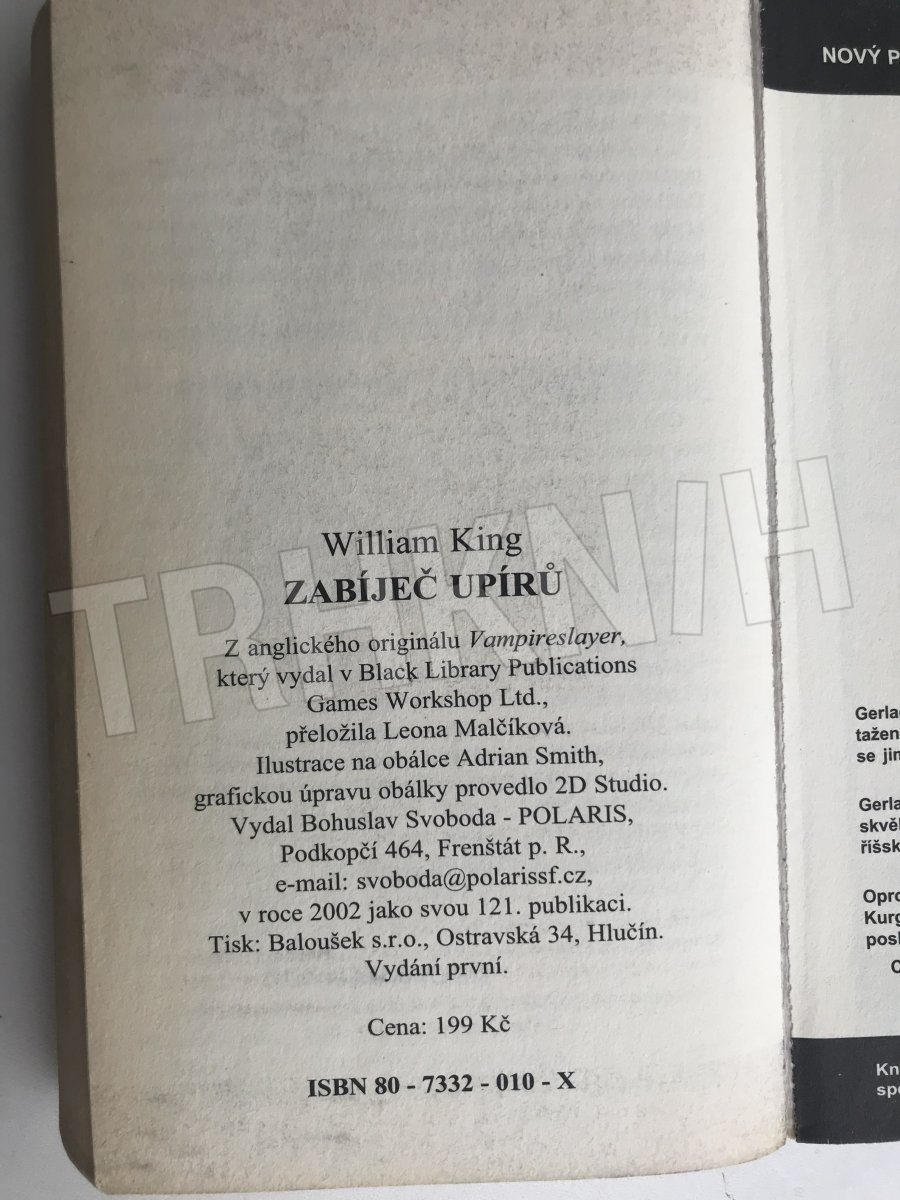 William King
ZABÍJEČ UPÍRŮ
Z anglického originálu Vampireslayer,
který vydal v Black Library Publications
Games Workshop Ltd.,
přeložila Leona Malčíková.
Ilustrace na obálce Adrian Smith,
grafickou úpravu obálky provedlo 2D Studio.
Vydal Bohuslav Svoboda - POLARIS,
Podkopčí 464, Frenštát p. R.,
e-mail: svoboda@polarissf.cz,
v roce 2002 jako svou 121. publikaci.
Tisk: Baloušek s.r.o., Ostravská 34, Hlučín.
Vydání první.
Cena: 199 Kč
ISBN 80 - 7332 - 010 - X
TRHKNIH
NOVÝ
se